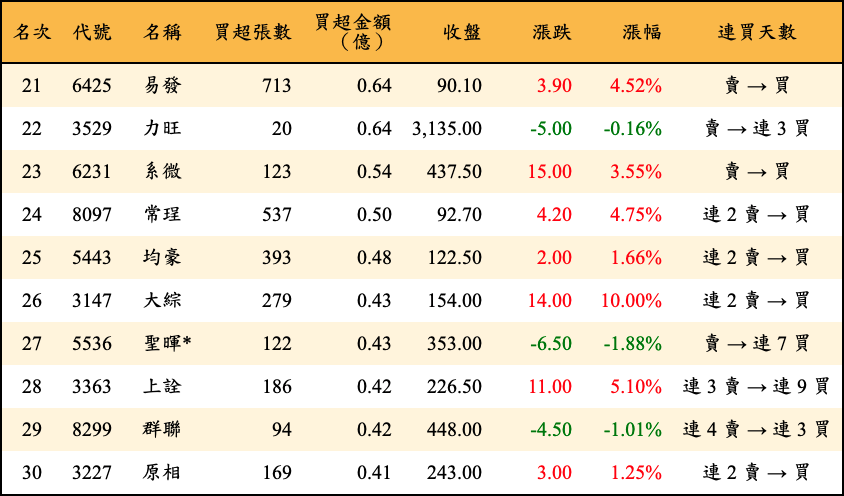 名次 代號 名稱 買超張數 買超金額（億） 收盤 漲跌 漲幅 連買天數
21 6425 易發 713 0.64 90.10 3.90 4.52% 賣 → 買
22 3529 力旺 20 0.64 3,135.00 -5.00 -0.16% 賣 → 連 3 買
23 6231 系微 123 0.54 437.50 15.00 3.55% 賣 → 買
24 8097 常珵 537 0.50 92.70 4.20 4.75% 連 2 賣 → 買
25 5443 均豪 393 0.48 122.50 2.00 1.66% 連 2 賣 → 買
26 3147 大綜 279 0.43 154.00 14.00 10.00% 連 2 賣 → 買
27 5536 聖暉* 122 0.43 353.00 -6.50 -1.88% 賣 → 連 7 買
28 3363 上詮 186 0.42 226.50 11.00 5.10% 連 3 賣 → 連 9 買
29 8299 群聯 94 0.42 448.00 -4.50 -1.01% 連 4 賣 → 連 3 買
30 3227 原相 169 0.41 243.00 3.00 1.25% 連 2 賣 → 買